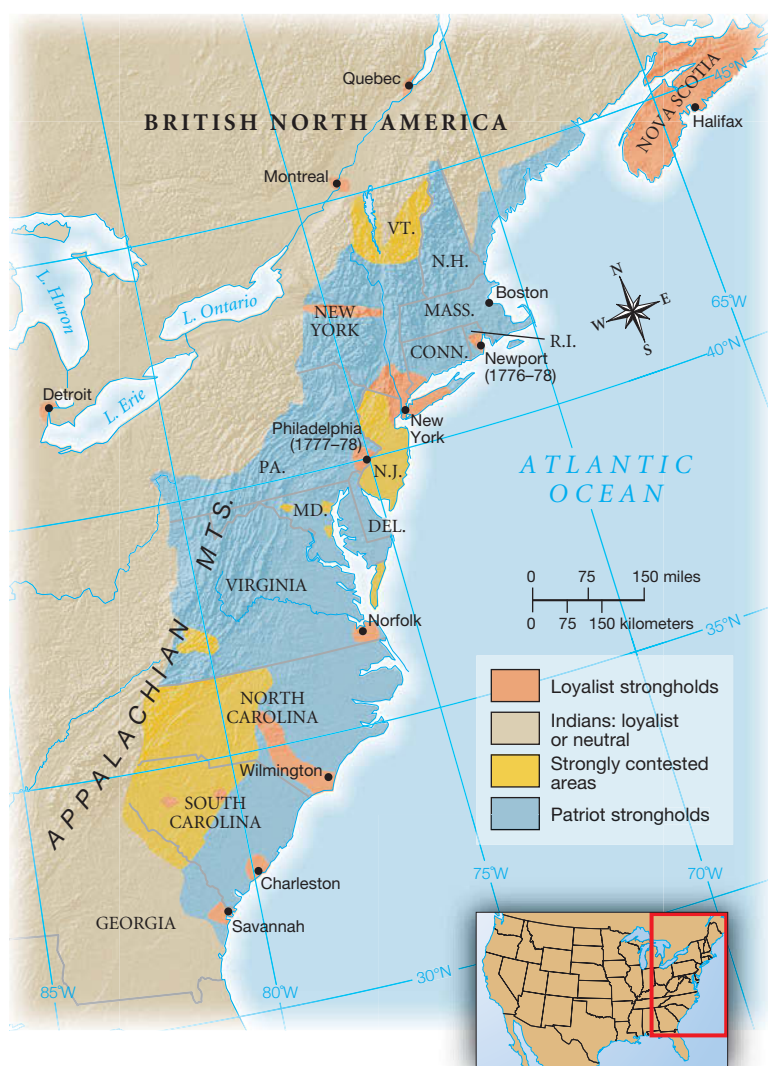 Quebec
BRITISH NORTH AMERICA
NOVA SCOTIA
45°N
Halifax
Montreal
VT.
N.H.
L. Huron
L. Ontario
NEW
YORK
MASS.
Boston
N
W
E
S
65°W
R.I.
CONN.
Newport
(1776–78)
40°N
Detroit
L. Erie
New
York
Philadelphia
(1777–78)
PA.
N.J.
ATLANTIC
OCEAN
MD.
DEL.
APPALACHIAN MTS.
VIRGINIA
Norfolk
0 75 150 miles
0 75 150 kilometers
35°N
Loyalist strongholds
Indians: loyalist
or neutral
Strongly contested
areas
Patriot strongholds
NORTH
CAROLINA
Wilmington
SOUTH
CAROLINA
Charleston
GEORGIA
Savannah
75°W
70°W
30°N
85°W
80°W